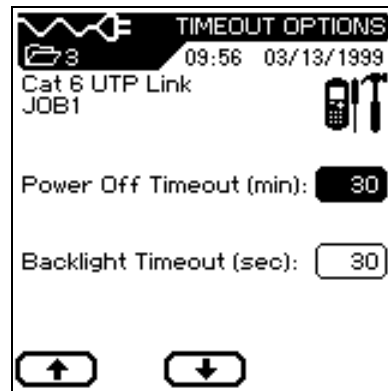 TIMEOUT OPTIONS
3 09:56 03/13/1999
Cat 6 UTP Link
JOB1
Power Off Timeout (min): 30
Backlight Timeout (sec): 30